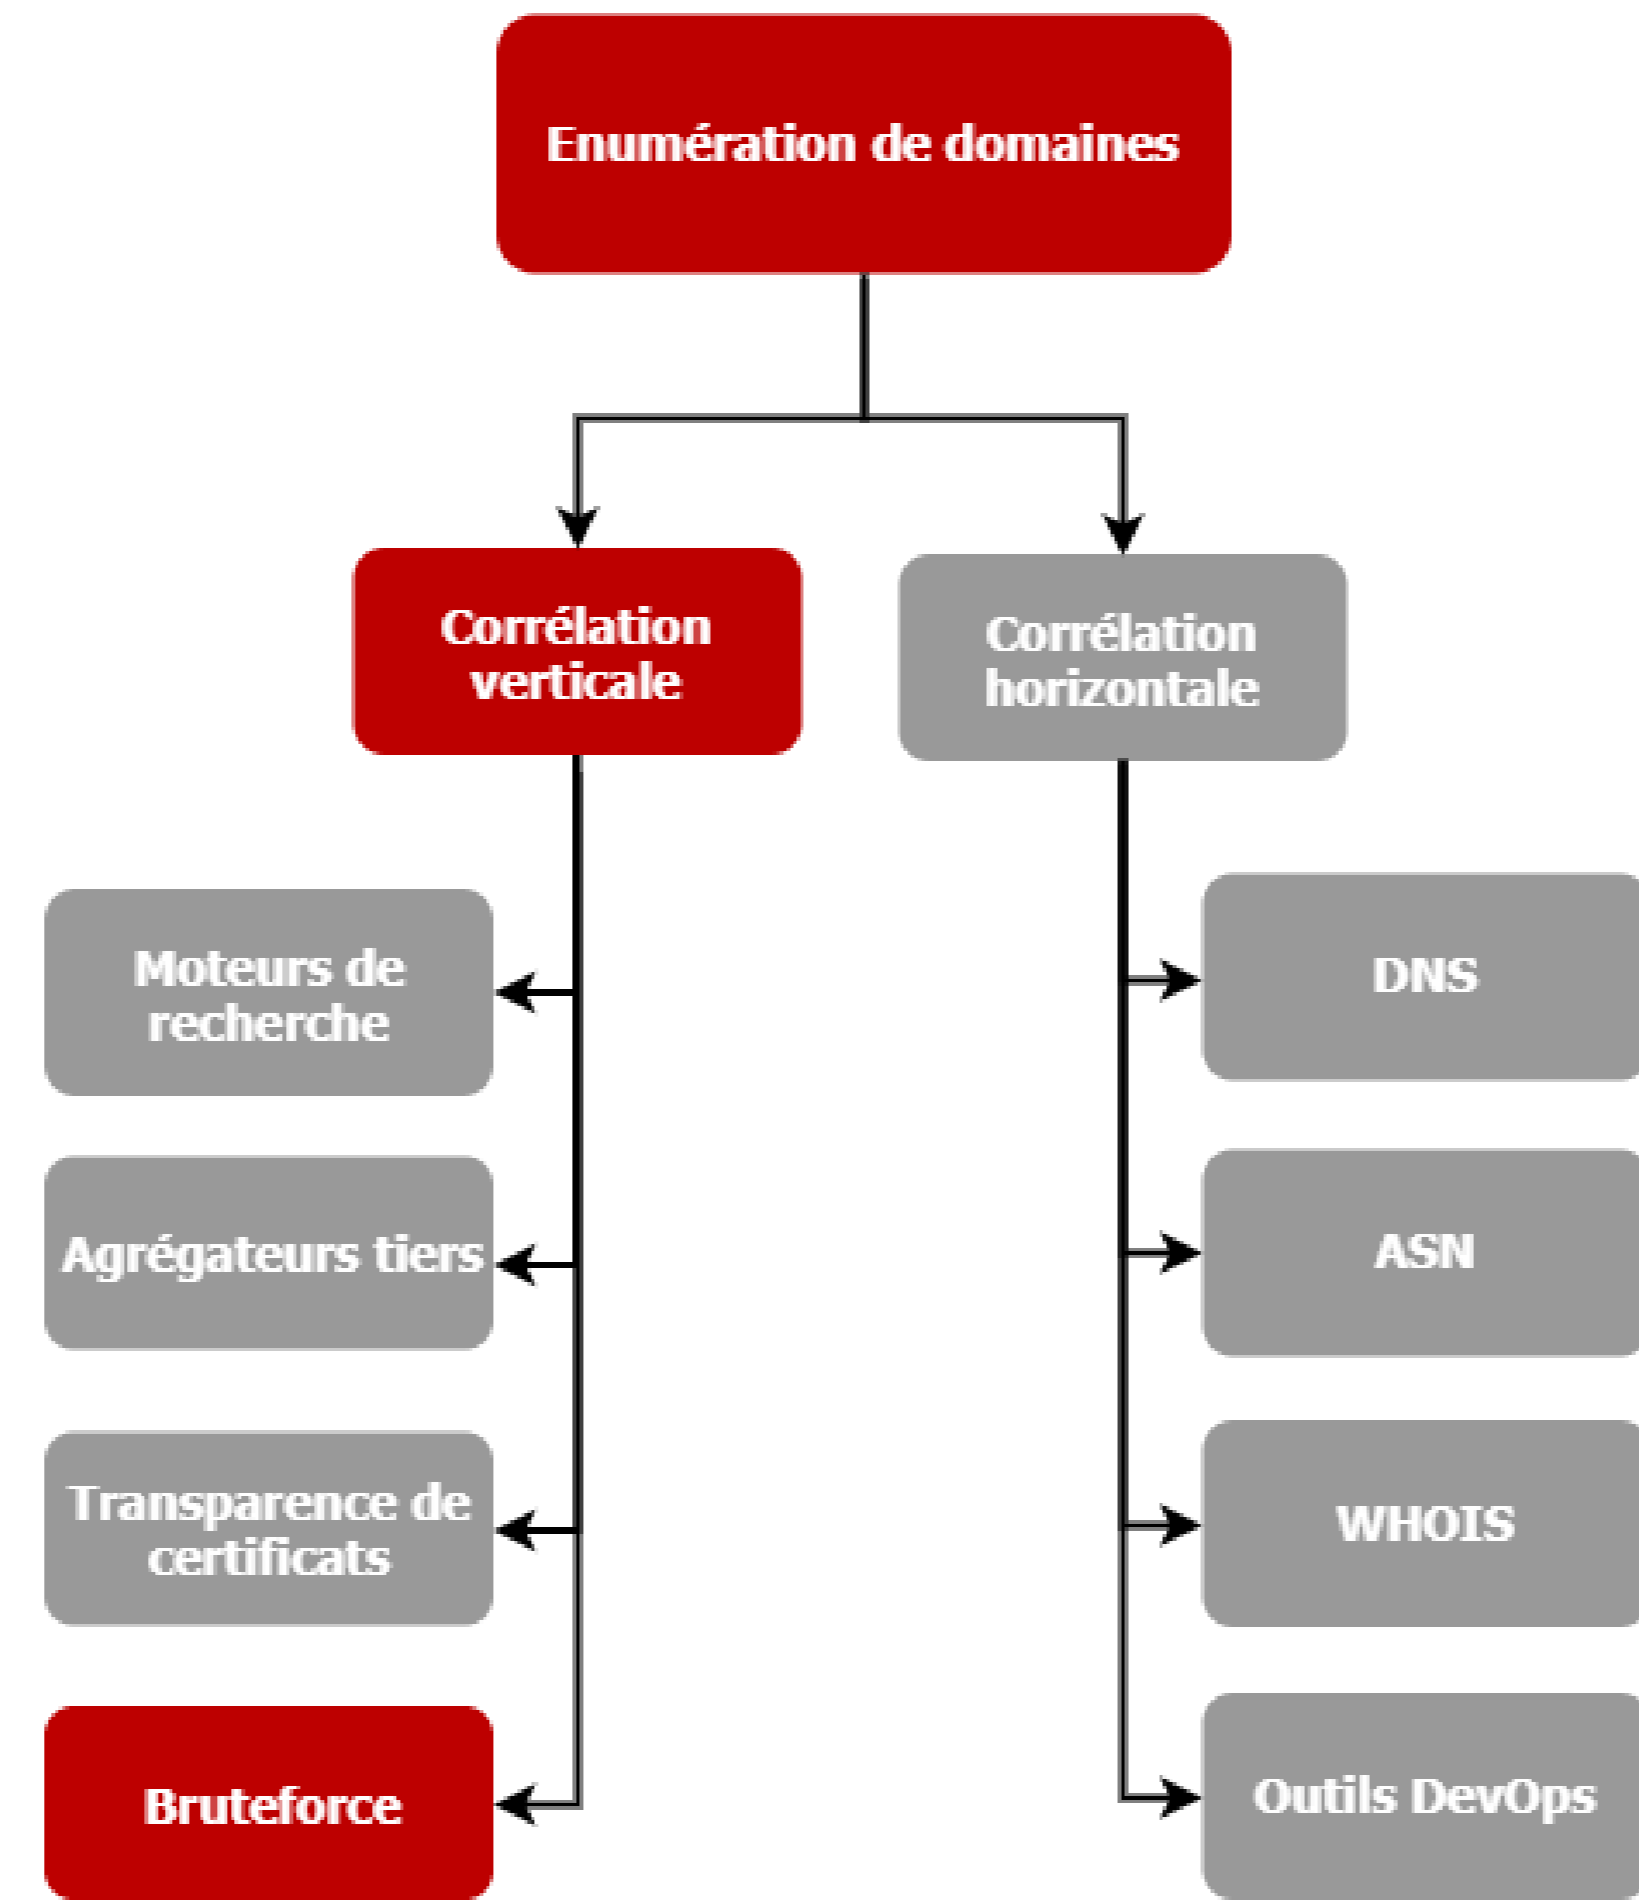 Enumération de domaines
Corrélation
verticale
Corrélation
horizontale
Moteurs de
recherche
DNS
Agrégateurs tiers
ASN
Transparence de
certificats
WHOIS
Bruteforce
Outils DevOps